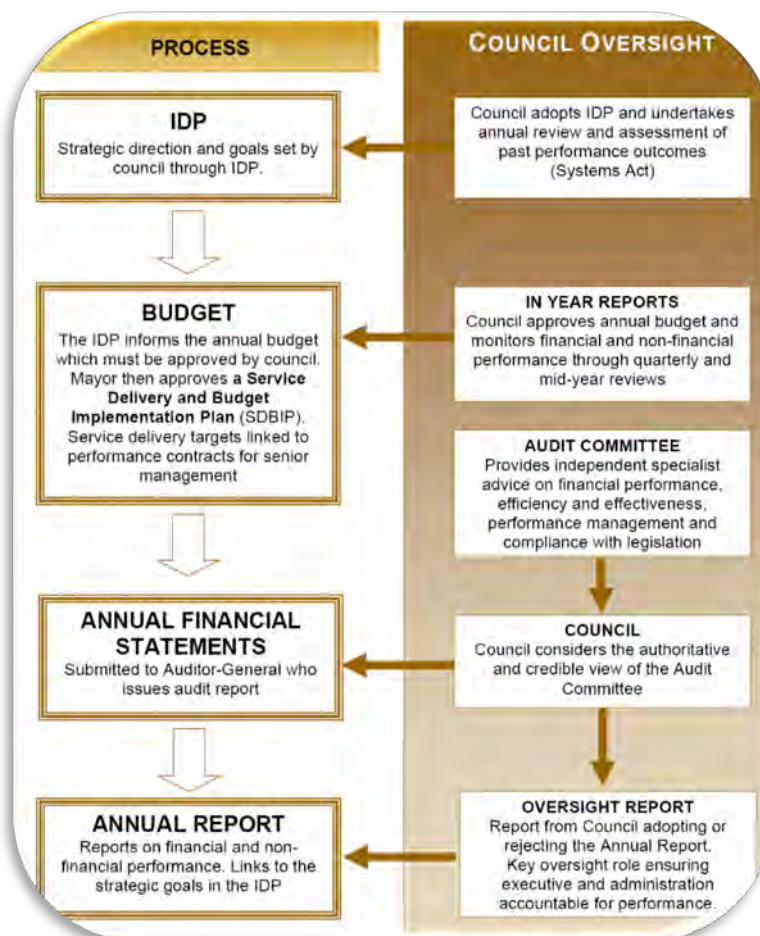 PROCESS
IDP
Strategic direction and goals set by
council through IDP.
BUDGET
The IDP informs the annual budget
which must be approved by council.
Mayor then approves a Service
Delivery and Budget
Implementation Plan (SDBIP).
Service delivery targets linked to
performance contracts for senior
management
ANNUAL FINANCIAL
STATEMENTS
Submitted to Auditor-General who
issues audit report
ANNUAL REPORT
Reports on financial and non-
financial performance. Links to the
strategic goals in the IDP
COUNCIL OVERSIGHT
Council adopts IDP and undertakes
annual review and assessment of
past performance outcomes
(Systems Act)
IN YEAR REPORTS
Council approves annual budget and
monitors financial and non-financial
performance through quarterly and
mid-year reviews
AUDIT COMMITTEE
Provides independent specialist
advice on financial performance,
efficiency and effectiveness,
performance management and
compliance with legislation
COUNCIL
Council considers the authoritative
and credible view of the Audit
Committee
OVERSIGHT REPORT
Report from Council adopting or
rejecting the Annual Report.
Key oversight role ensuring
executive and administration
accountable for performance.